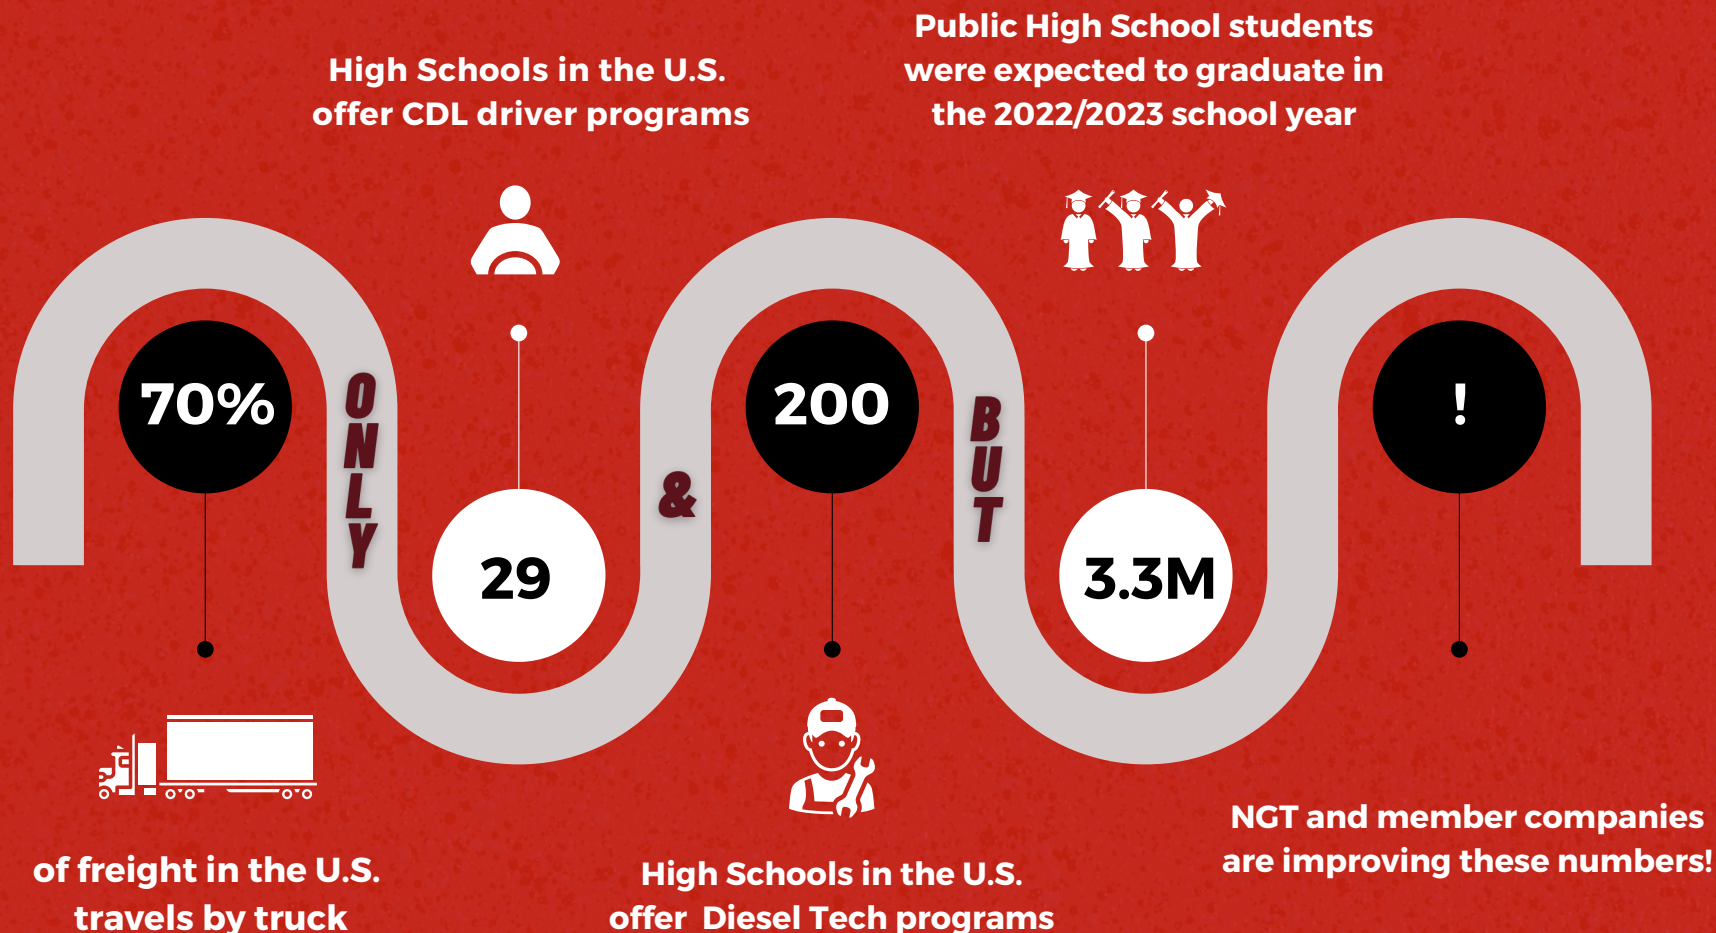 70%
of freight in the U.S.
travels by truck
ONLY
High Schools in the U.S.
offer CDL driver programs
29
&
200
High Schools in the U.S.
offer Diesel Tech programs
BUT
Public High School students
were expected to graduate in
the 2022/2023 school year
3.3M
!
NGT and member companies
are improving these numbers!